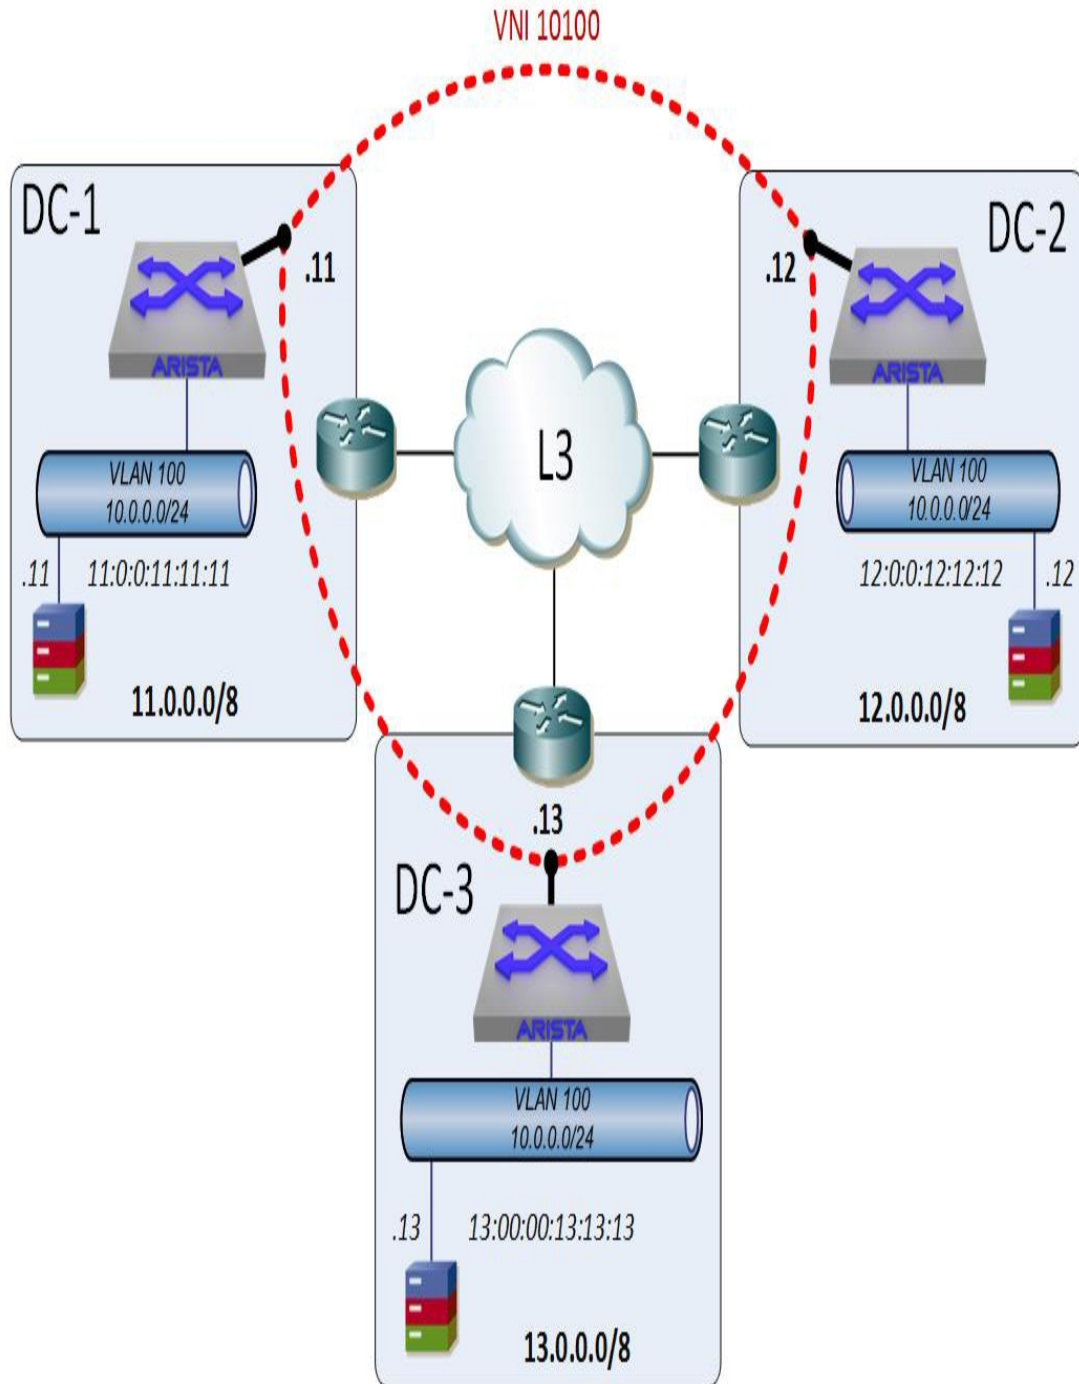 VNI 10100
DC-1
.11
ARISTA
VLAN 100
10.0.0.0/24
.11
11:0:0:11:11:11
11.0.0.0/8
DC-2
.12
ARISTA
VLAN 100
10.0.0.0/24
12:0:0:12:12:12
.12
12.0.0.0/8
L3
.13
DC-3
ARISTA
VLAN 100
10.0.0.0/24
.13
13:00:00:13:13:13
13.0.0.0/8